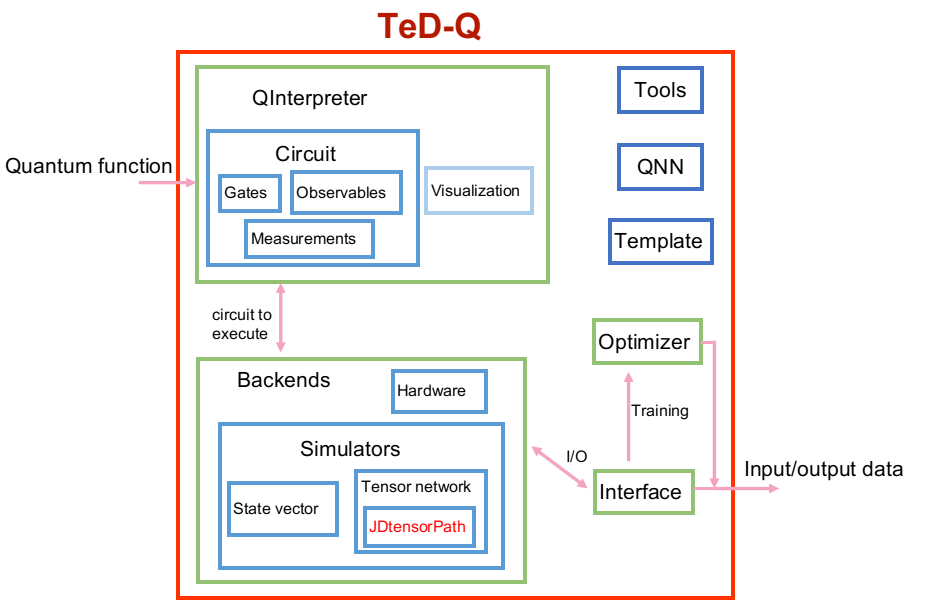 TeD-Q
QInterpreter
Circuit
Gates
Observables
Measurements
Visualization
Quantum function
Tools
QNN
Template
circuit to
execute
Backends
Hardware
Simulators
State vector
Tensor network
JDtensorPath
Optimizer
Training
I/O
Interface
Input/output data